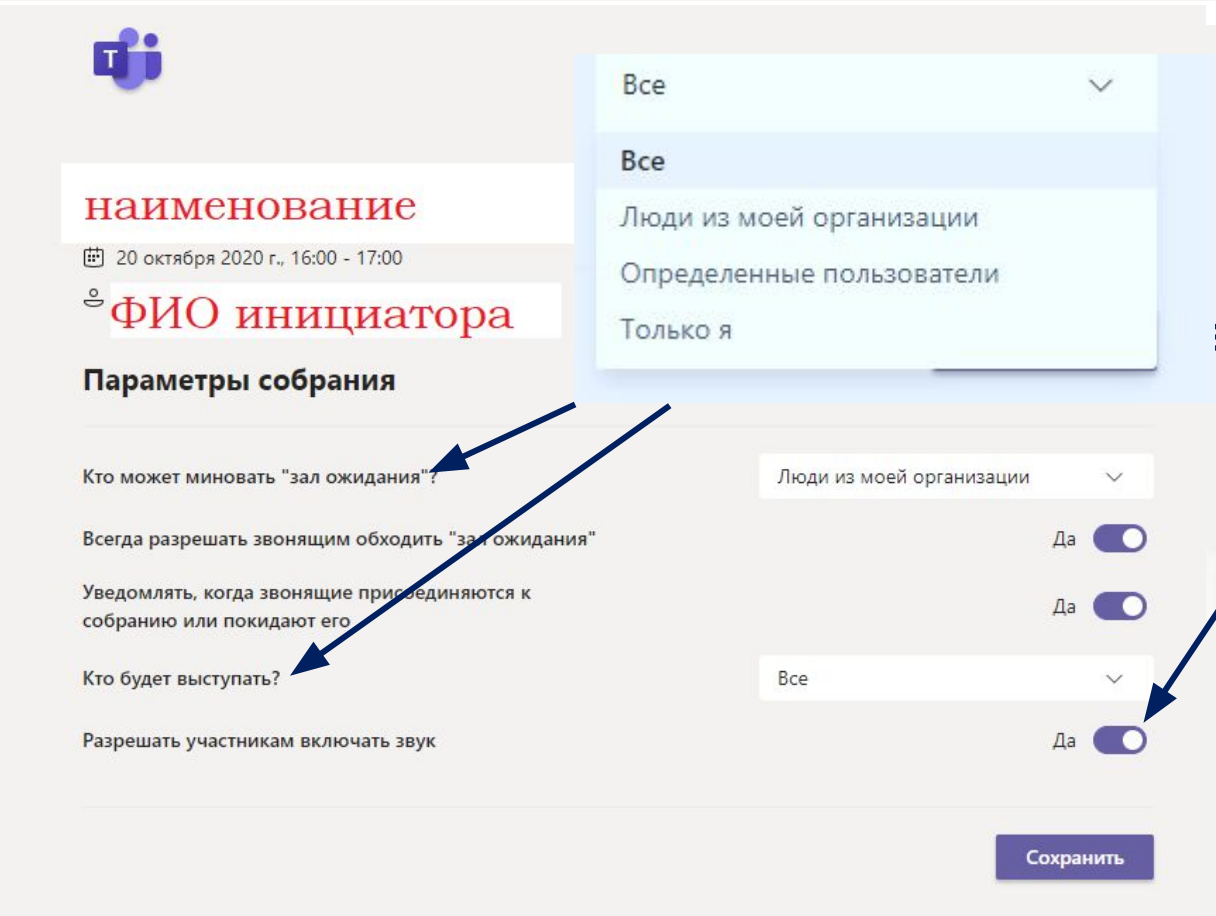 T
Все
Все
Люди из моей организации
Определенные пользователи
Только я
наименование
20 октября 2020 г., 16:00 - 17:00
ФИО инициатора
Параметры собрания
Кто может миновать "зал ожидания"?
Люди из моей организации
Всегда разрешать звонящим обходить "зал ожидания"
Да
Уведомлять, когда звонящие присоединяются к
собранию или покидают его
Да
Кто будет выступать?
Все
Разрешать участникам включать звук
Да
Сохранить